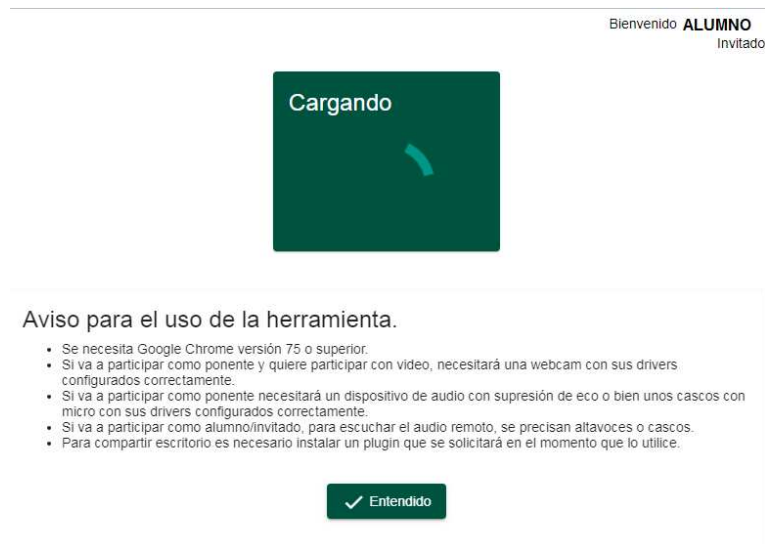 Bienvenido ALUMNO
Invitado
Cargando
Aviso para el uso de la herramienta.
• Se necesita Google Chrome versión 75 o superior.
• Si va a participar como ponente y quiere participar con video, necesitará una webcam con sus drivers
configurados correctamente.
• Si va a participar como ponente necesitará un dispositivo de audio con supresión de eco o bien unos cascos con
micro con sus drivers configurados correctamente.
• Si va a participar como alumno/invitado, para escuchar el audio remoto, se precisan altavoces o cascos.
• Para compartir escritorio es necesario instalar un plugin que se solicitará en el momento que lo utilice.
Entendido